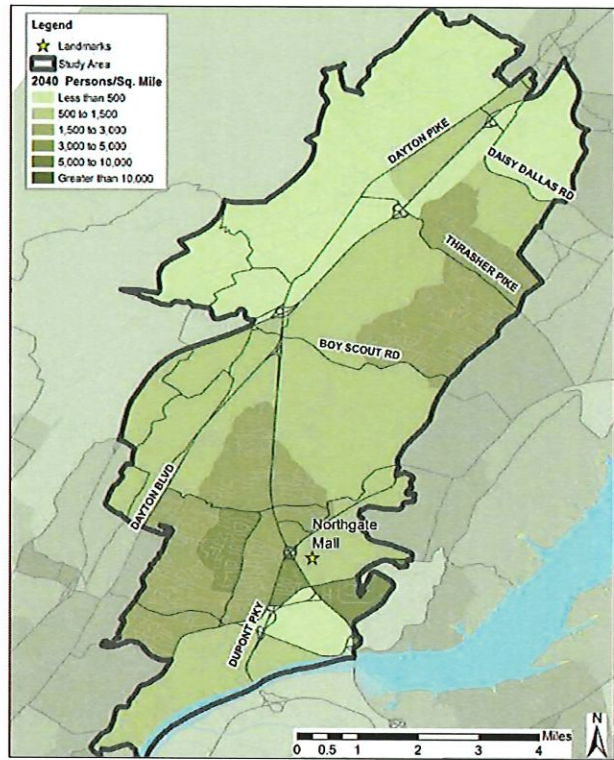 Legend
Landmarks
Study Area
2040 Persons/Sq. Mile
Less than 500
500 to 1,500
1,500 to 3,000
3,000 to 5,000
5,000 to 10,000
Greater than 10,000
DAYTON PIKE
DAISY DALLAS RD
THRASHER PIKE
BOY SCOUT RD
DAYTON BLVD
Northgate
Mall
DUPONT PKY
Miles
0 0.5 1 2 3 4
N